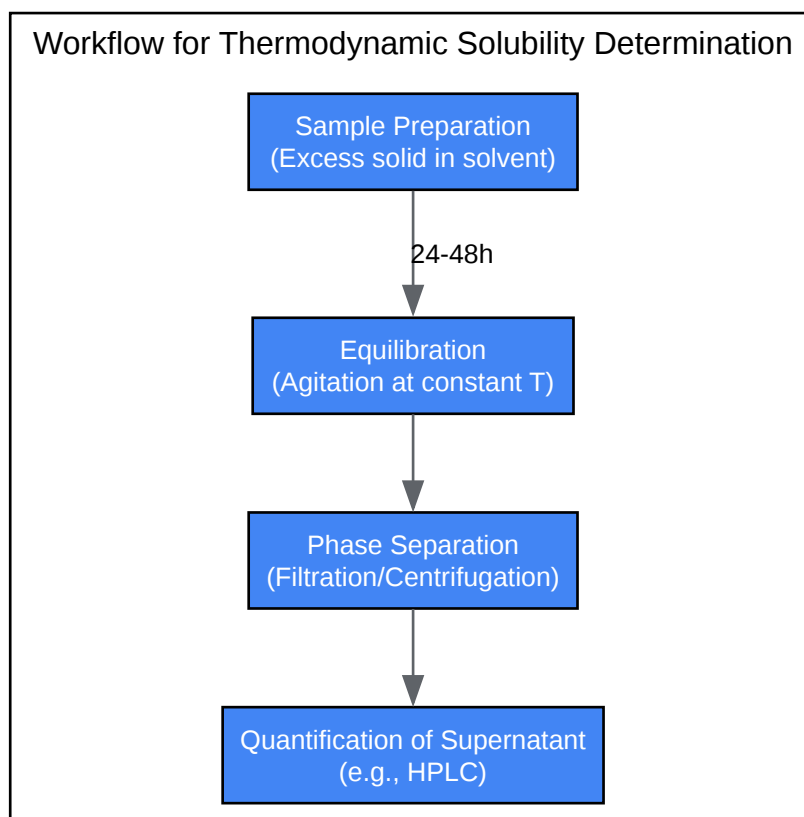 Workflow for Thermodynamic Solubility Determination
Sample Preparation
(Excess solid in solvent)
24-48h
Equilibration
(Agitation at constant T)
Phase Separation
(Filtration/Centrifugation)
Quantification of Supernatant
(e.g., HPLC)